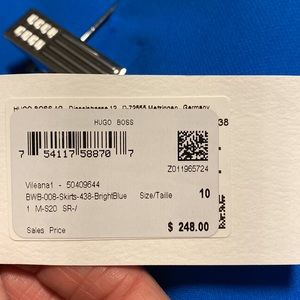 HUGO BOSS AG Dieselstrasse 12 D-72555 Metzingen, Germany
HUGO BOSS
38
7 54117 58870 7
Z011965724
Vileana1 - 50409644
BWB-008-Skirts-438-BrightBlue Size/Taille 10
1 M-S20 SR-/
Sales Price $ 248.00